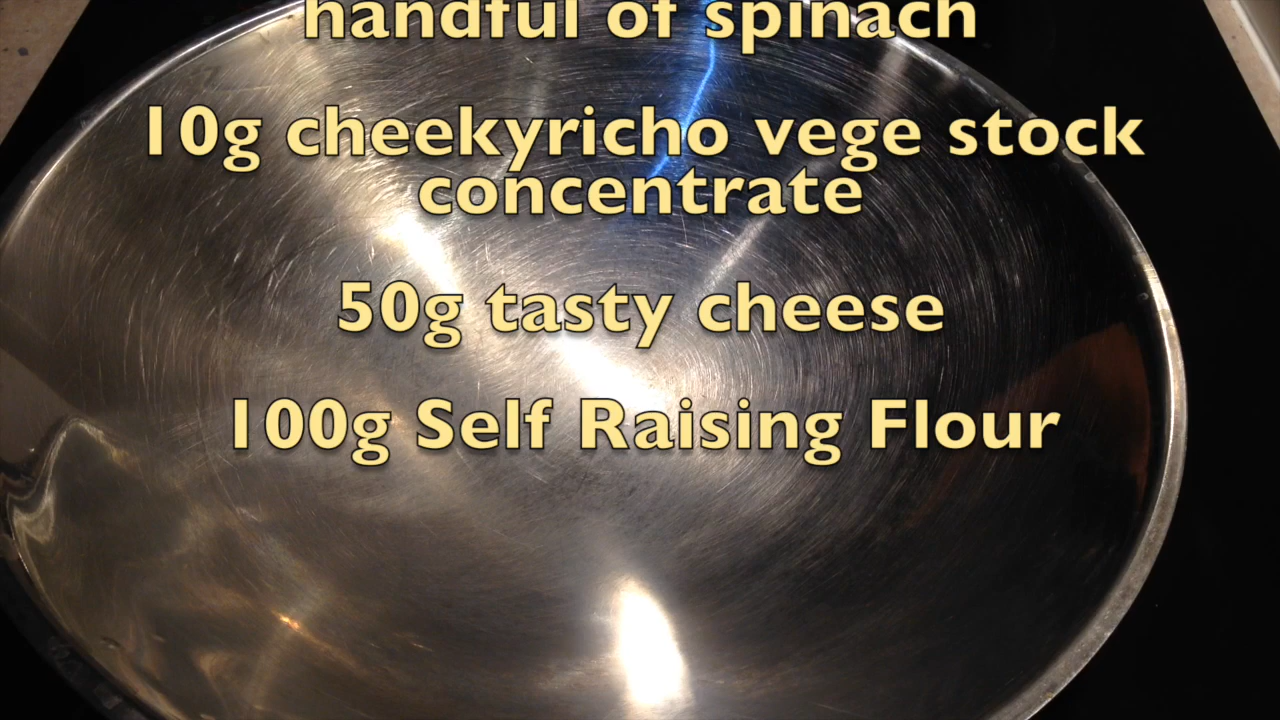 handful of spinach
10g cheekyricho vege stock
concentrate
50g tasty cheese
100g Self Raising Flour